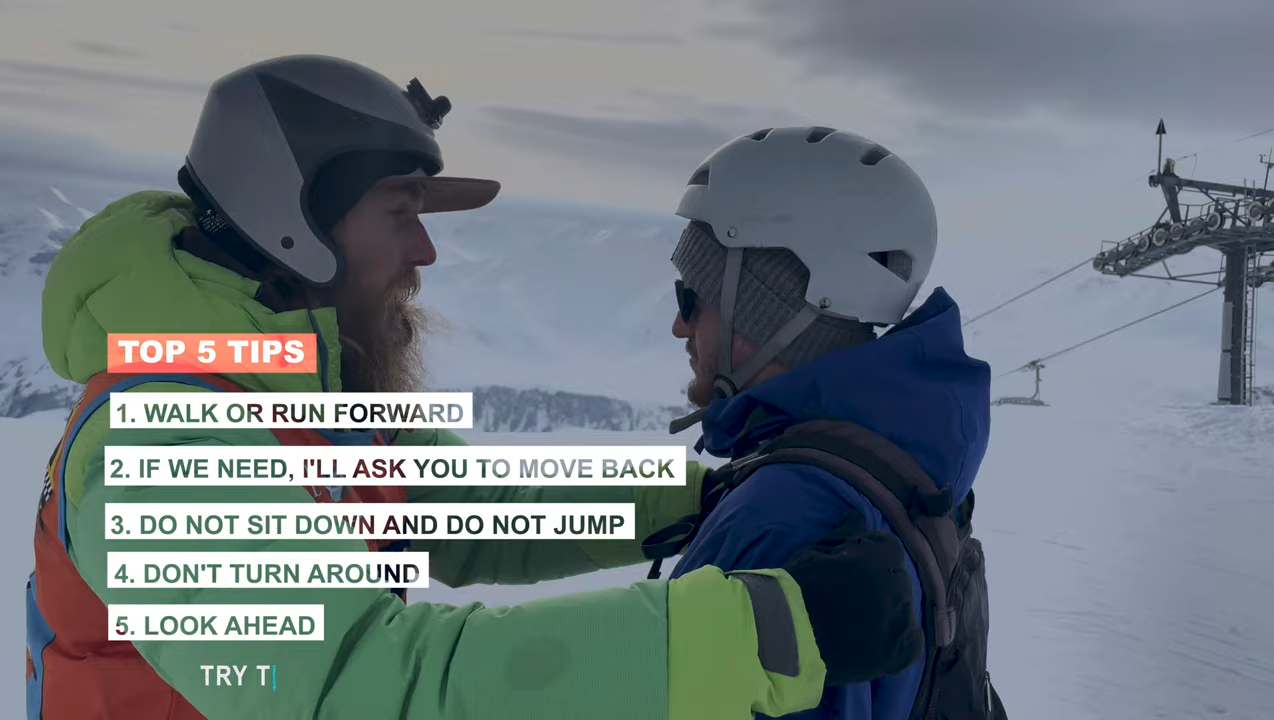 TOP 5 TIPS
1. WALK OR RUN FORWARD
2. IF WE NEED, I'LL ASK YOU TO MOVE BACK
3. DO NOT SIT DOWN AND DO NOT JUMP
4. DON'T TURN AROUND
5. LOOK AHEAD
TRY T